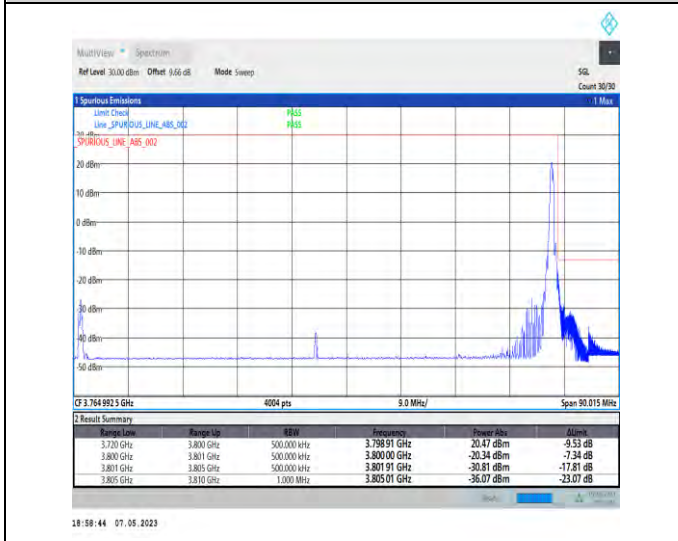 MultiView Spectrum
Ref Level 30.00 dBm Offset 9.66 dB Mode Sweep SGL
Count 30/30
1 Spurious Emissions 1 Max
Limit Check PASS
Line _SPURIOUS_LINE_ABS_002 PASS
_SPURIOUS_LINE_ABS_002
20 dBm
10 dBm
0 dBm
-10 dBm
-20 dBm
-30 dBm
-40 dBm
-50 dBm
CF 3.764 992 5 GHz 4004 pts 9.0 MHz/ Span 90.015 MHz
2 Result Summary
Range Low Range Up RBW Frequency Power Abs ΔLimit
3.720 GHz 3.800 GHz 500.000 kHz 3.798 91 GHz 20.47 dBm -9.53 dB
3.800 GHz 3.801 GHz 500.000 kHz 3.800 00 GHz -20.34 dBm -7.34 dB
3.801 GHz 3.805 GHz 500.000 kHz 3.801 91 GHz -30.81 dBm -17.81 dB
3.805 GHz 3.810 GHz 1.000 MHz 3.805 01 GHz -36.07 dBm -23.07 dB
18:58:44 07.05.2023